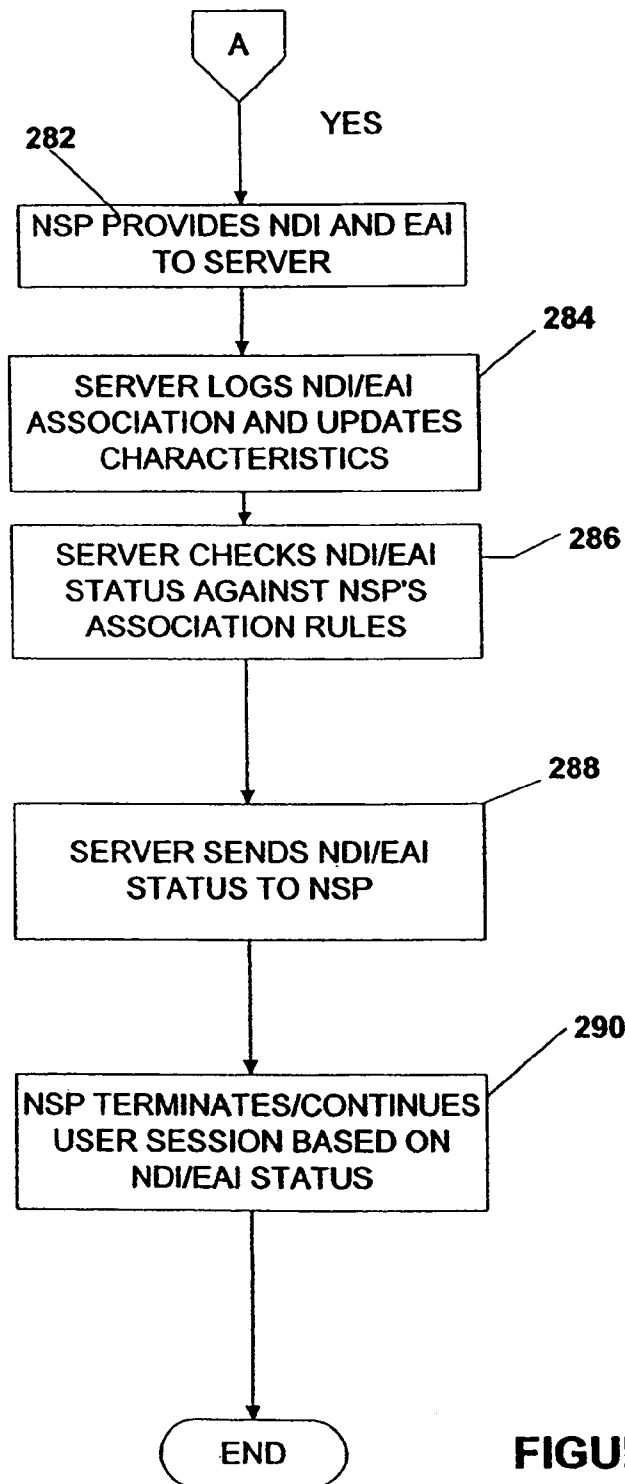 A
YES
282
NSP PROVIDES NDI AND EAI
TO SERVER
284
SERVER LOGS NDI/EAI
ASSOCIATION AND UPDATES
CHARACTERISTICS
286
SERVER CHECKS NDI/EAI
STATUS AGAINST NSP'S
ASSOCIATION RULES
288
SERVER SENDS NDI/EAI
STATUS TO NSP
290
NSP TERMINATES/CONTINUES
USER SESSION BASED ON
NDI/EAI STATUS
END